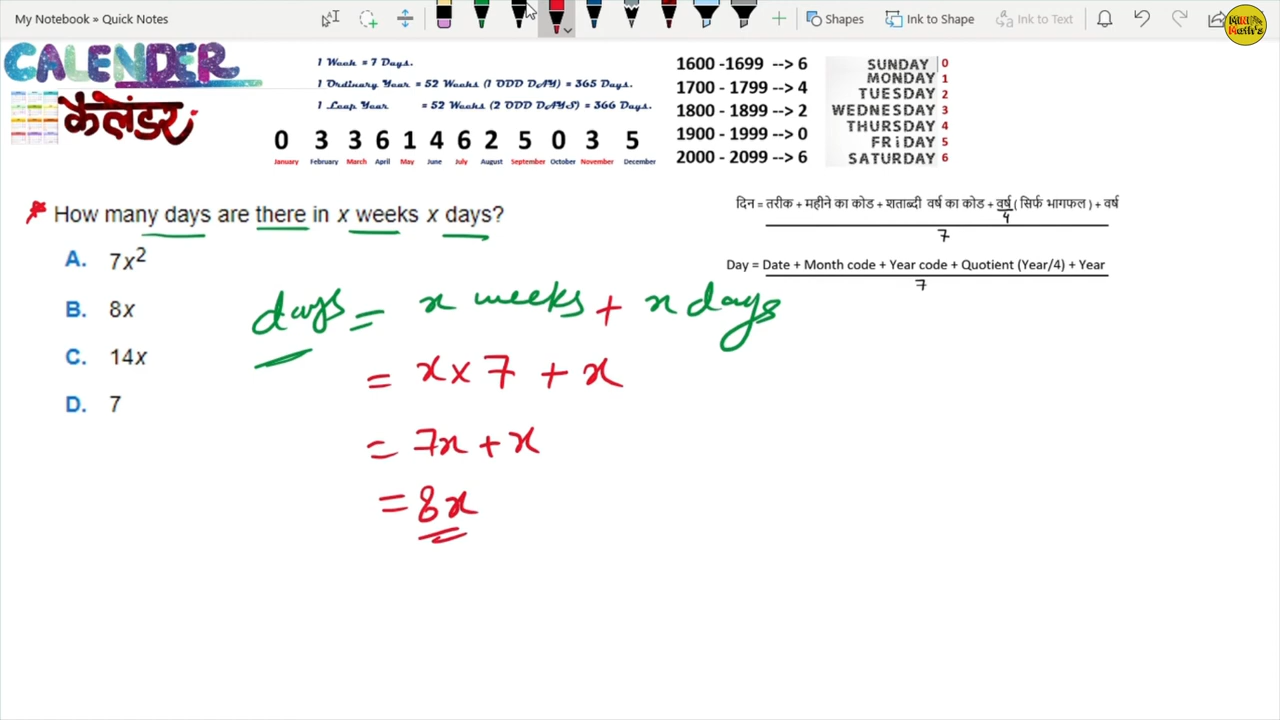 My Notebook » Quick Notes
Shapes
Ink to Shape
Ink to Text
MINI Math's
CALENDER
कैलेंडर
1 Week = 7 Days.
1 Ordinary Year = 52 Weeks (1 ODD DAY) = 365 Days.
1 Leap Year = 52 Weeks (2 ODD DAYS) = 366 Days.
0 3 3 6 1 4 6 2 5 0 3 5
January February March April May June July August September October November December
1600 -1699 --> 6
1700 - 1799 --> 4
1800 - 1899 --> 2
1900 - 1999 --> 0
2000 - 2099 --> 6
SUNDAY 0
MONDAY 1
TUESDAY 2
WEDNESDAY 3
THURSDAY 4
FRiDAY 5
SATURDAY 6
How many days are there in x weeks x days?
A. 7x²
B. 8x
C. 14x
D. 7
दिन = तारीक + महीने का कोड + शताब्दी वर्ष का कोड + वर्ष/4 ( सिर्फ भागफल ) + वर्ष
7
Day = Date + Month code + Year code + Quotient (Year/4) + Year
7
days = x weeks + x days
= x × 7 + x
= 7x + x
= 8x